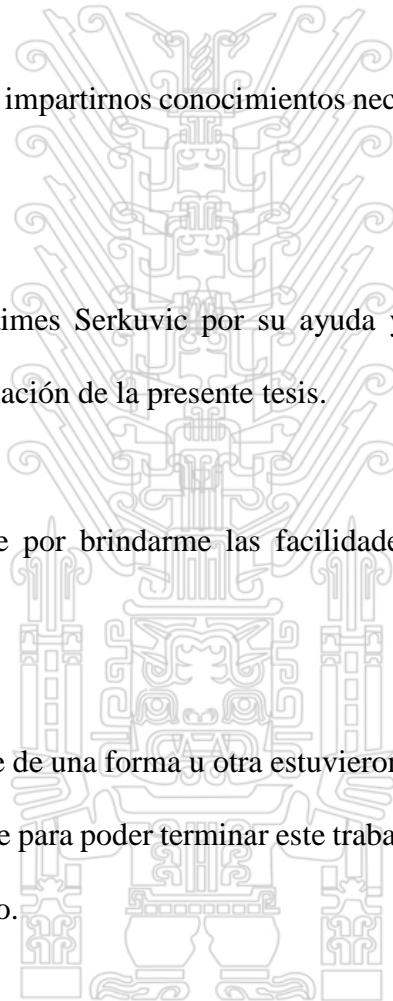 impartirnos conocimientos nec
imes Serkuvic por su ayuda y
ación de la presente tesis.
e por brindarme las facilidade
e de una forma u otra estuvieron
e para poder terminar este traba
o.